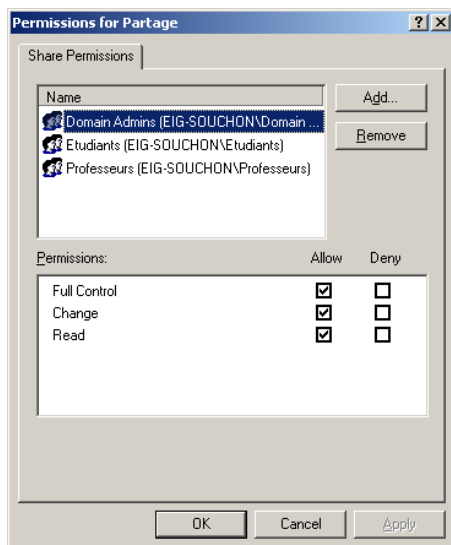 Permissions for Partage
Share Permissions
Name
Domain Admins (EIG-SOUCHON\Domain ...
Etudiants (EIG-SOUCHON\Etudiants)
Professeurs (EIG-SOUCHON\Professeurs)
Add...
Remove
Permissions: Allow Deny
Full Control
Change
Read
OK Cancel Apply